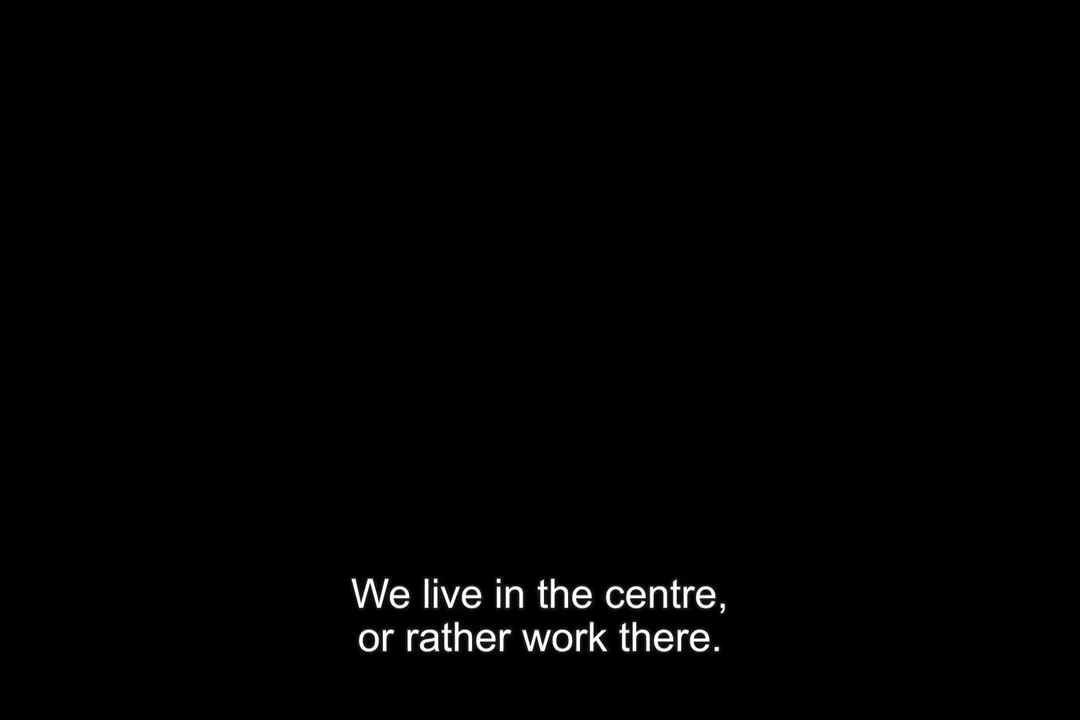 We live in the centre,
or rather work there.